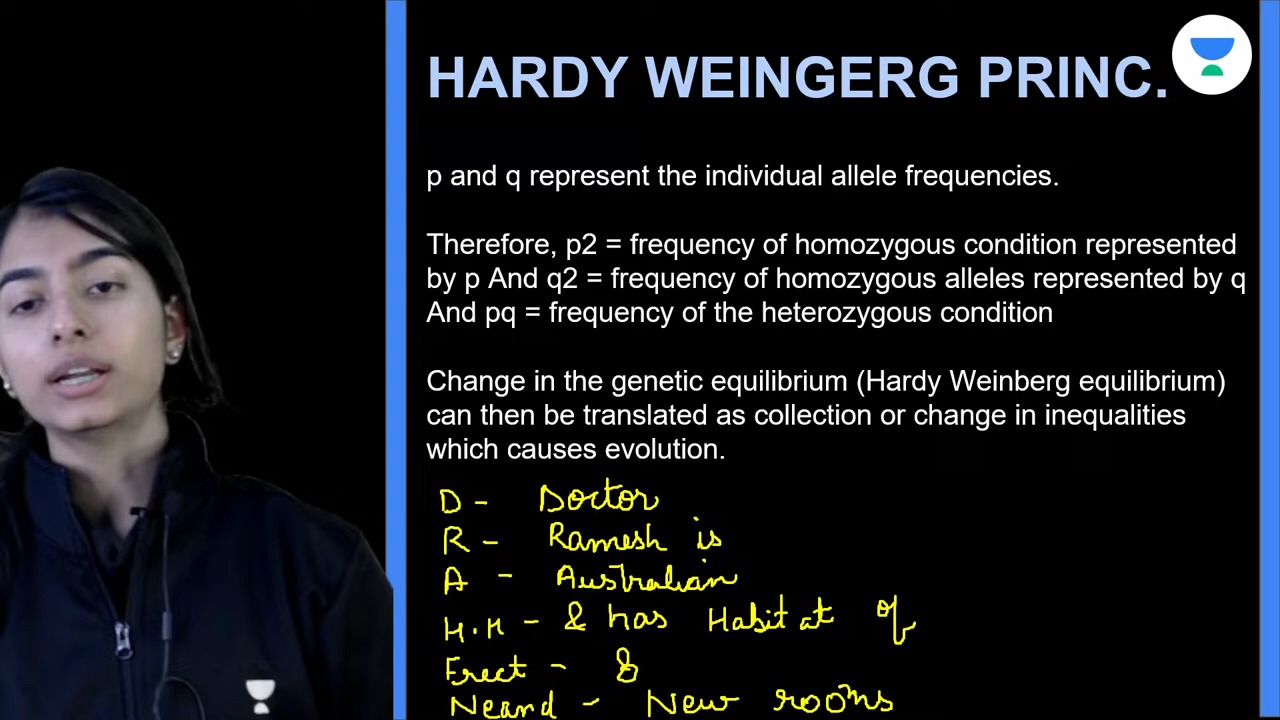 HARDY WEINGERG PRINC.
p and q represent the individual allele frequencies.
Therefore, p2 = frequency of homozygous condition represented
by p And q2 = frequency of homozygous alleles represented by q
And pq = frequency of the heterozygous condition
Change in the genetic equilibrium (Hardy Weinberg equilibrium)
can then be translated as collection or change in inequalities
which causes evolution.
D - Doctor
R - Ramesh is
A - Australian
H.H - & has Habitat of
Erect - &
Neand - New rooms